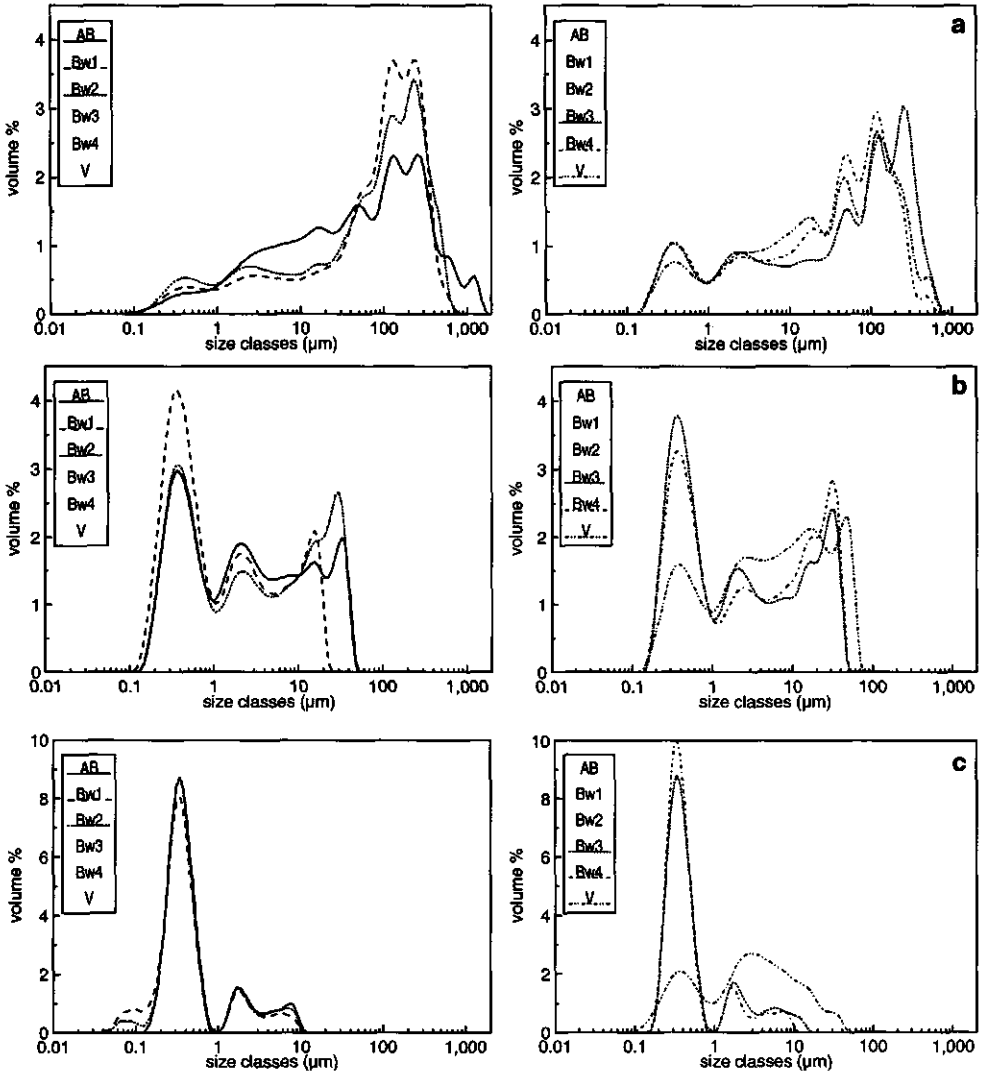 a
AB
Bw1
Bw2
Bw3
Bw4
V
volume %
4
3
2
1
0
0.01 0.1 1 10 100 1,000
size classes (µm)
AB
Bw1
Bw2
Bw3
Bw4
V
volume %
4
3
2
1
0
0.01 0.1 1 10 100 1,000
size classes (µm)
b
AB
Bw1
Bw2
Bw3
Bw4
V
volume %
4
3
2
1
0
0.01 0.1 1 10 100 1,000
size classes (µm)
AB
Bw1
Bw2
Bw3
Bw4
V
volume %
4
3
2
1
0
0.01 0.1 1 10 100 1,000
size classes (µm)
c
AB
Bw1
Bw2
Bw3
Bw4
V
volume %
10
8
6
4
2
0
0.01 0.1 1 10 100 1,000
size classes (µm)
AB
Bw1
Bw2
Bw3
Bw4
V
volume %
10
8
6
4
2
0
0.01 0.1 1 10 100 1,000
size classes (µm)